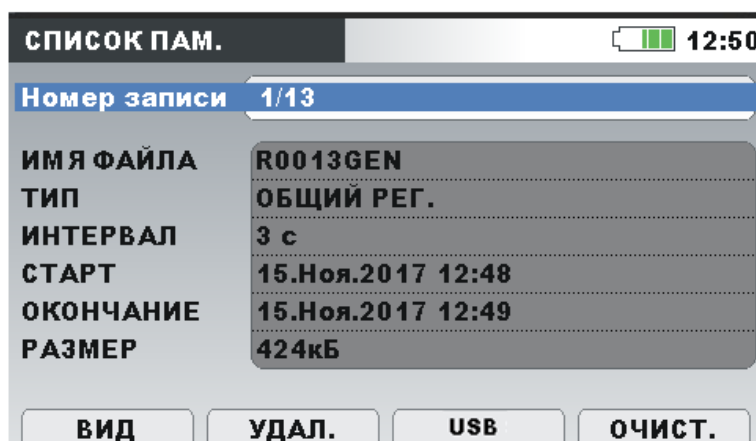 СПИСОК ПАМ. 12:50
Номер записи 1/13
ИМЯ ФАЙЛА R0013GEN
ТИП ОБЩИЙ РЕГ.
ИНТЕРВАЛ 3 с
СТАРТ 15.Ноя.2017 12:48
ОКОНЧАНИЕ 15.Ноя.2017 12:49
РАЗМЕР 424кБ
ВИД УДАЛ. USB ОЧИСТ.